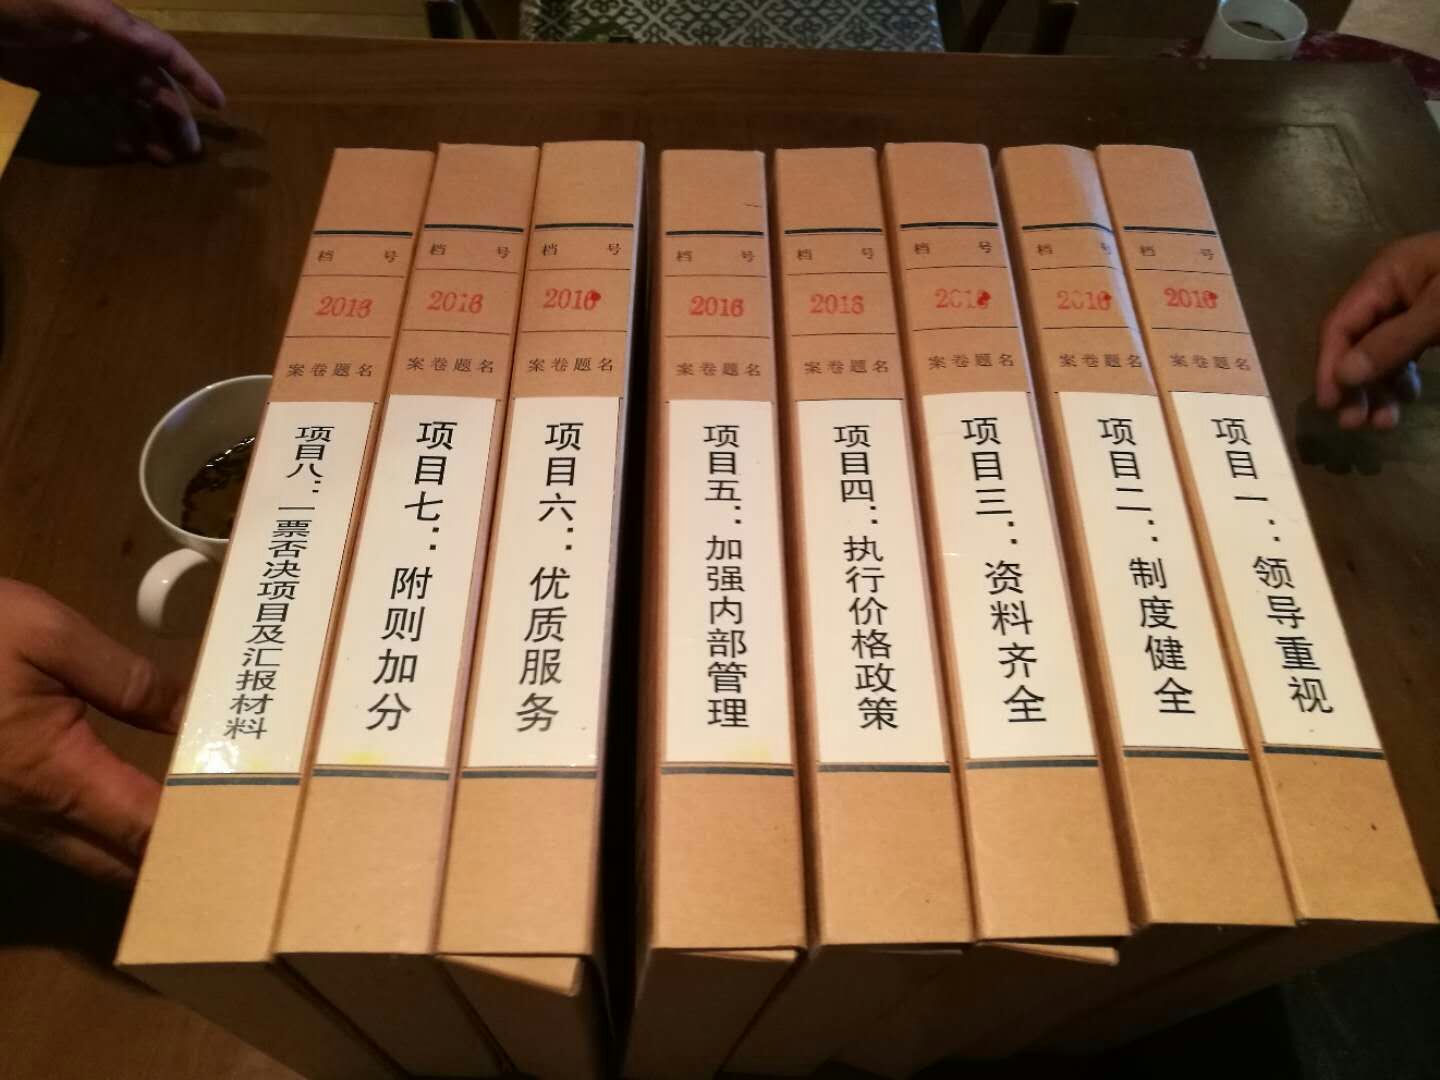 档 号
2016
案卷题名
项目八：一票否决项目及汇报材料
档 号
2016
案卷题名
项目七：附则加分
档 号
2016
案卷题名
项目六：优质服务
档 号
2016
案卷题名
项目五：加强内部管理
档 号
2016
案卷题名
项目四：执行价格政策
档 号
2016
案卷题名
项目三：资料齐全
档 号
2016
案卷题名
项目二：制度健全
档 号
2016
案卷题名
项目一：领导重视